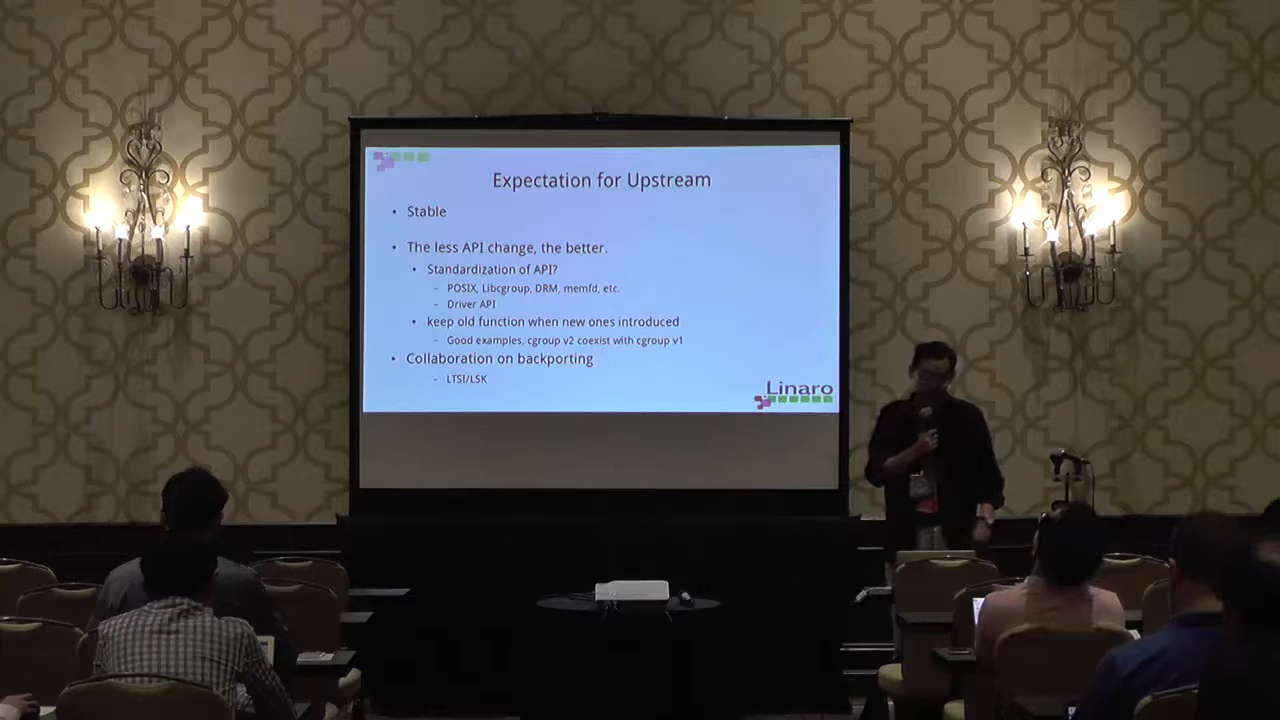 Expectation for Upstream
• Stable
• The less API change, the better.
• Standardization of API?
– POSIX, Libcgroup, DRM, memfd, etc.
– Driver API
• keep old function when new ones introduced
– Good examples, cgroup v2 coexist with cgroup v1
• Collaboration on backporting
– LTSI/LSK
Linaro